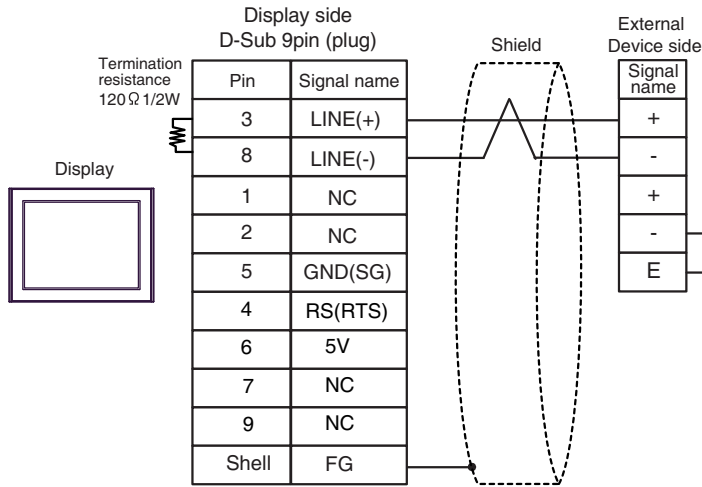 Display side
D-Sub 9pin (plug)
Shield
External
Device side
Termination
resistance
120Ω1/2W
Pin Signal name
Signal
name
3 LINE(+)
+
8 LINE(-)
-
Display
1 NC
+
2 NC
-
5 GND(SG)
E
4 RS(RTS)
6 5V
7 NC
9 NC
Shell FG